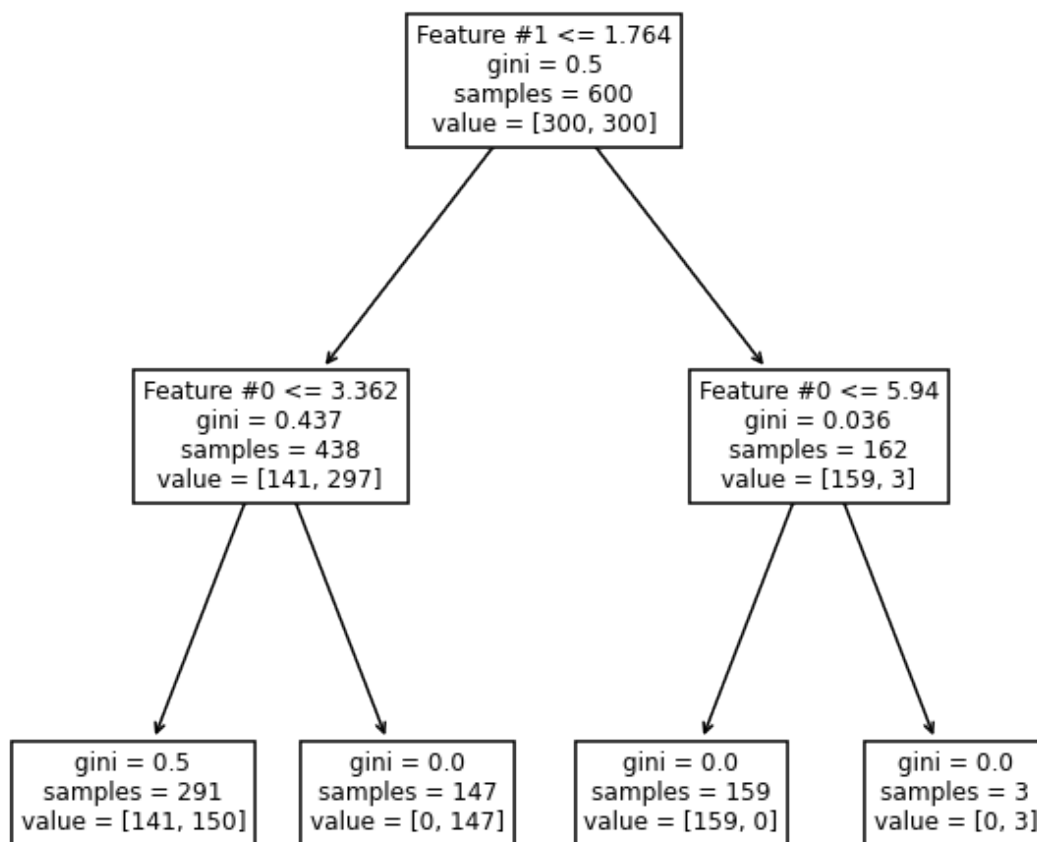 Feature #1 <= 1.764
gini = 0.5
samples = 600
value = [300, 300]
Feature #0 <= 3.362
gini = 0.437
samples = 438
value = [141, 297]
Feature #0 <= 5.94
gini = 0.036
samples = 162
value = [159, 3]
gini = 0.5
samples = 291
value = [141, 150]
gini = 0.0
samples = 147
value = [0, 147]
gini = 0.0
samples = 159
value = [159, 0]
gini = 0.0
samples = 3
value = [0, 3]